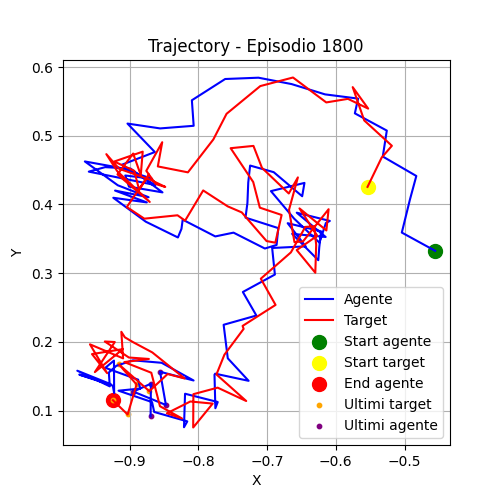 Trajectory - Episodio 1800
0.6
0.5
0.4
0.3
0.2
0.1
Y
−0.9
−0.8
−0.7
−0.6
−0.5
X
Agente
Target
Start agente
Start target
End agente
Ultimi target
Ultimi agente